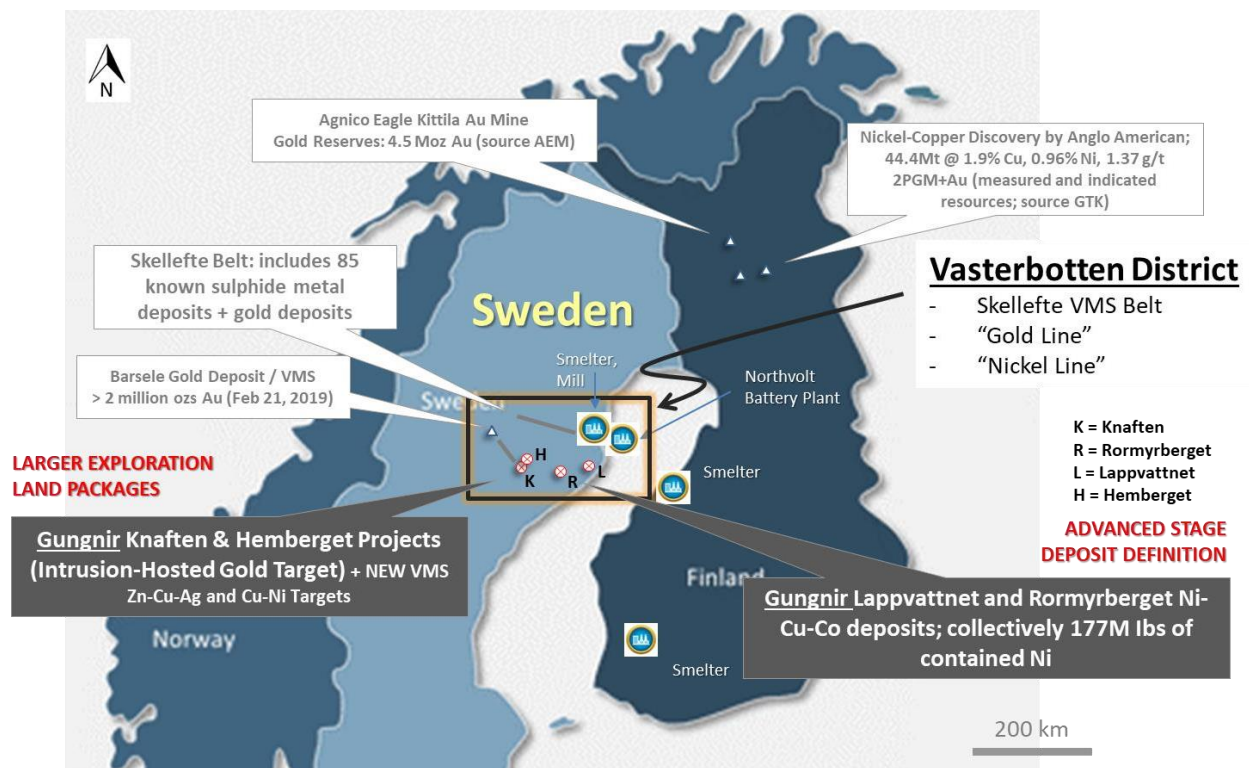 N
Agnico Eagle Kittila Au Mine
Gold Reserves: 4.5 Moz Au (source AEM)
Nickel-Copper Discovery by Anglo American;
44.4Mt @ 1.9% Cu, 0.96% Ni, 1.37 g/t
2PGM+Au (measured and indicated
resources; source GTK)
Skellefte Belt: includes 85
known sulphide metal
deposits + gold deposits
Vasterbotten District
- Skellefte VMS Belt
- “Gold Line”
- “Nickel Line”
Sweden
Smelter,
Mill
Northvolt
Battery Plant
Barsele Gold Deposit / VMS
> 2 million ozs Au (Feb 21, 2019)
Sweden
K = Knaften
R = Rormyrberget
L = Lappvattnet
H = Hemberget
LARGER EXPLORATION
LAND PACKAGES
H
K
R
L
Smelter
ADVANCED STAGE
DEPOSIT DEFINITION
Gungnir Knaften & Hemberget Projects
(Intrusion-Hosted Gold Target) + NEW VMS
Zn-Cu-Ag and Cu-Ni Targets
Finland
Gungnir Lappvattnet and Rormyrberget Ni-
Cu-Co deposits; collectively 177M lbs of
contained Ni
Norway
Smelter
200 km